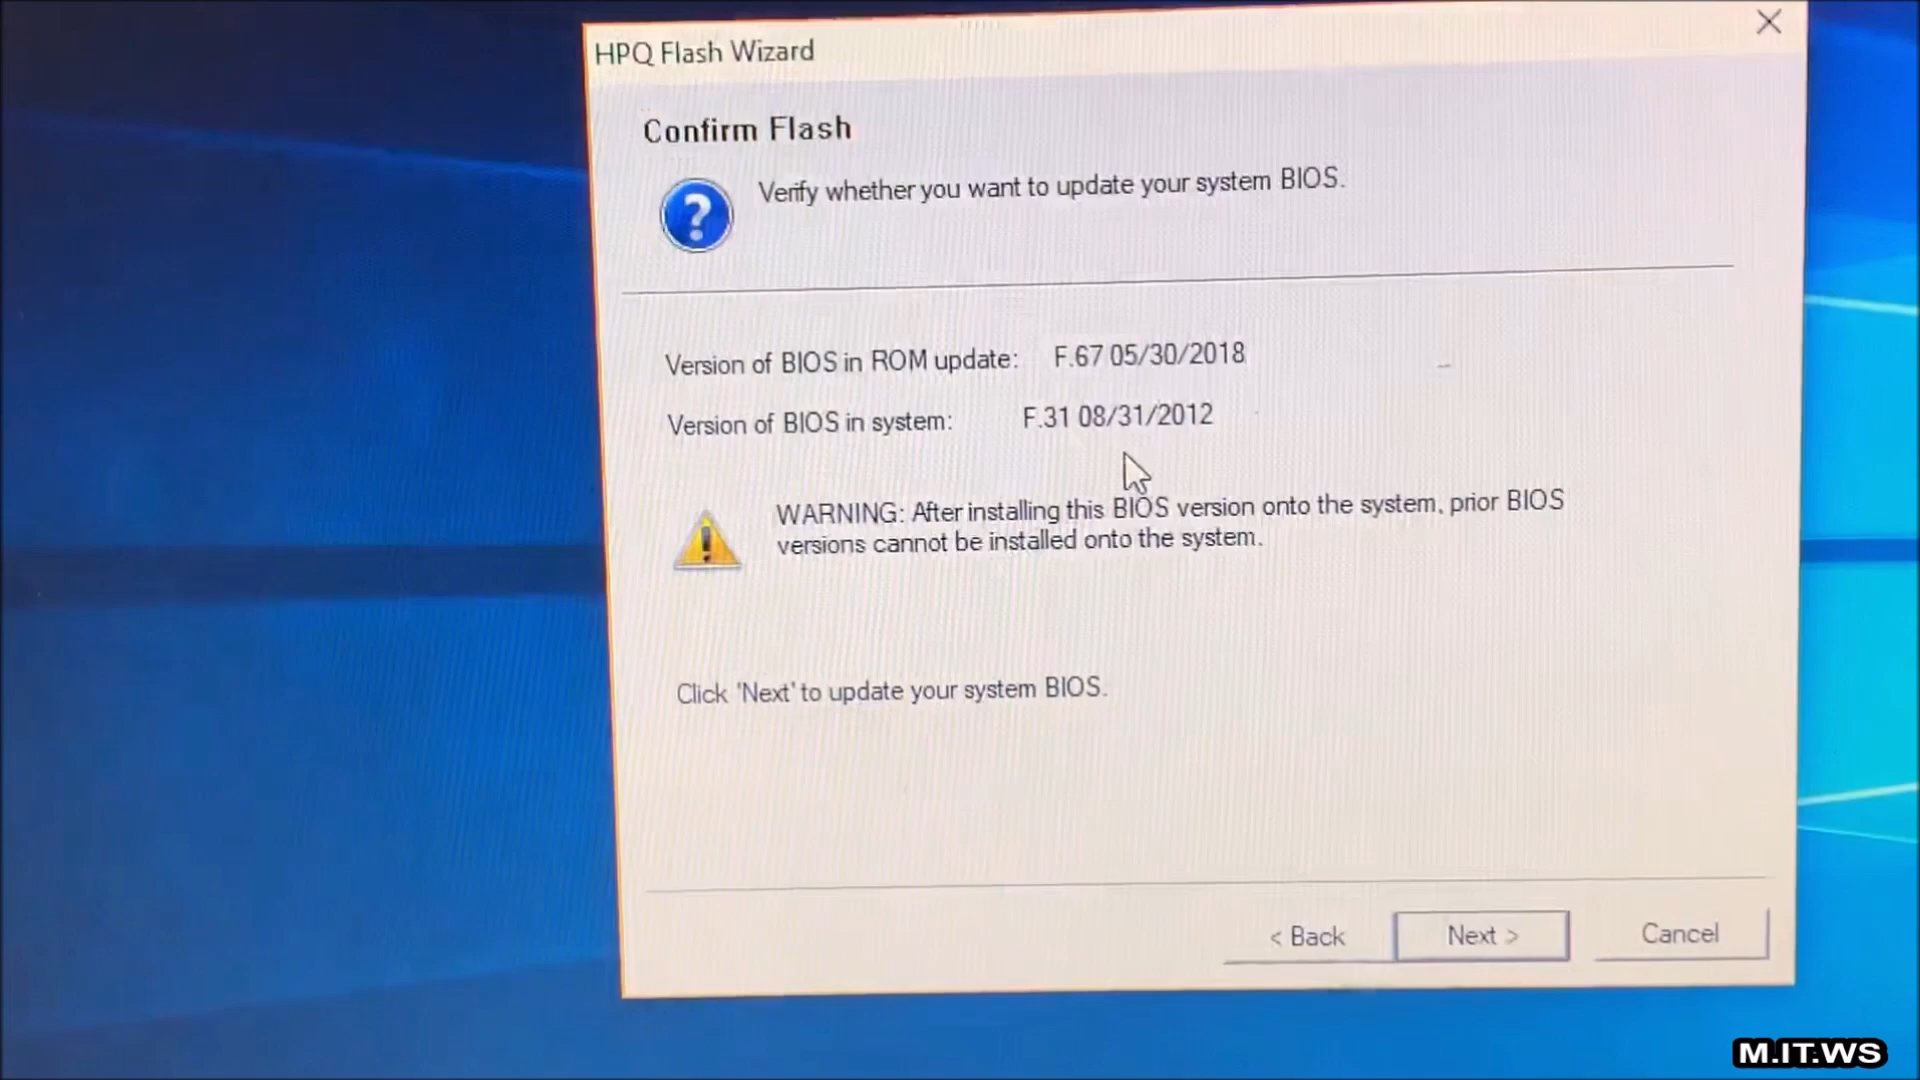 HPQ Flash Wizard
Confirm Flash
Verify whether you want to update your system BIOS.
Version of BIOS in ROM update: F.67 05/30/2018
Version of BIOS in system: F.31 08/31/2012
WARNING: After installing this BIOS version onto the system, prior BIOS
versions cannot be installed onto the system.
Click 'Next' to update your system BIOS.
< Back Next > Cancel
M.IT.WS